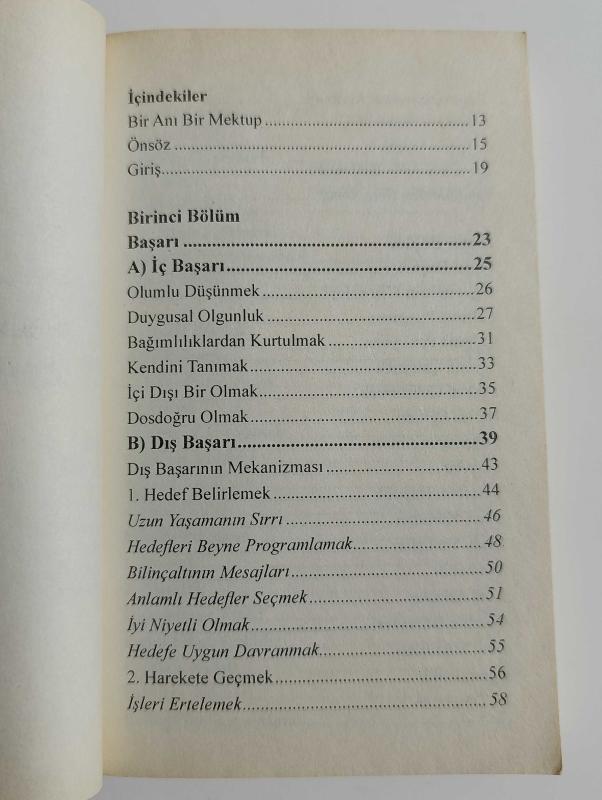 İçindekiler
Bir Anı Bir Mektup.......................................13
Önsöz.......................................................15
Giriş..........................................................19
Birinci Bölüm
Başarı.......................................................23
A) İç Başarı...............................................25
Olumlu Düşünmek.......................................26
Duygusal Olgunluk......................................27
Bağımlılıklardan Kurtulmak..........................31
Kendini Tanımak.........................................33
İçi Dışı Bir Olmak.......................................35
Dosdoğru Olmak.........................................37
B) Dış Başarı.............................................39
Dış Başarının Mekanizması..........................43
1. Hedef Belirlemek.....................................44
Uzun Yaşamanın Sırrı..................................46
Hedefleri Beyne Programlamak.....................48
Bilinçaltının Mesajları..................................50
Anlamlı Hedefler Seçmek.............................51
İyi Niyetli Olmak.........................................54
Hedefe Uygun Davranmak...........................55
2. Harekete Geçmek....................................56
İşleri Ertelemek...........................................58